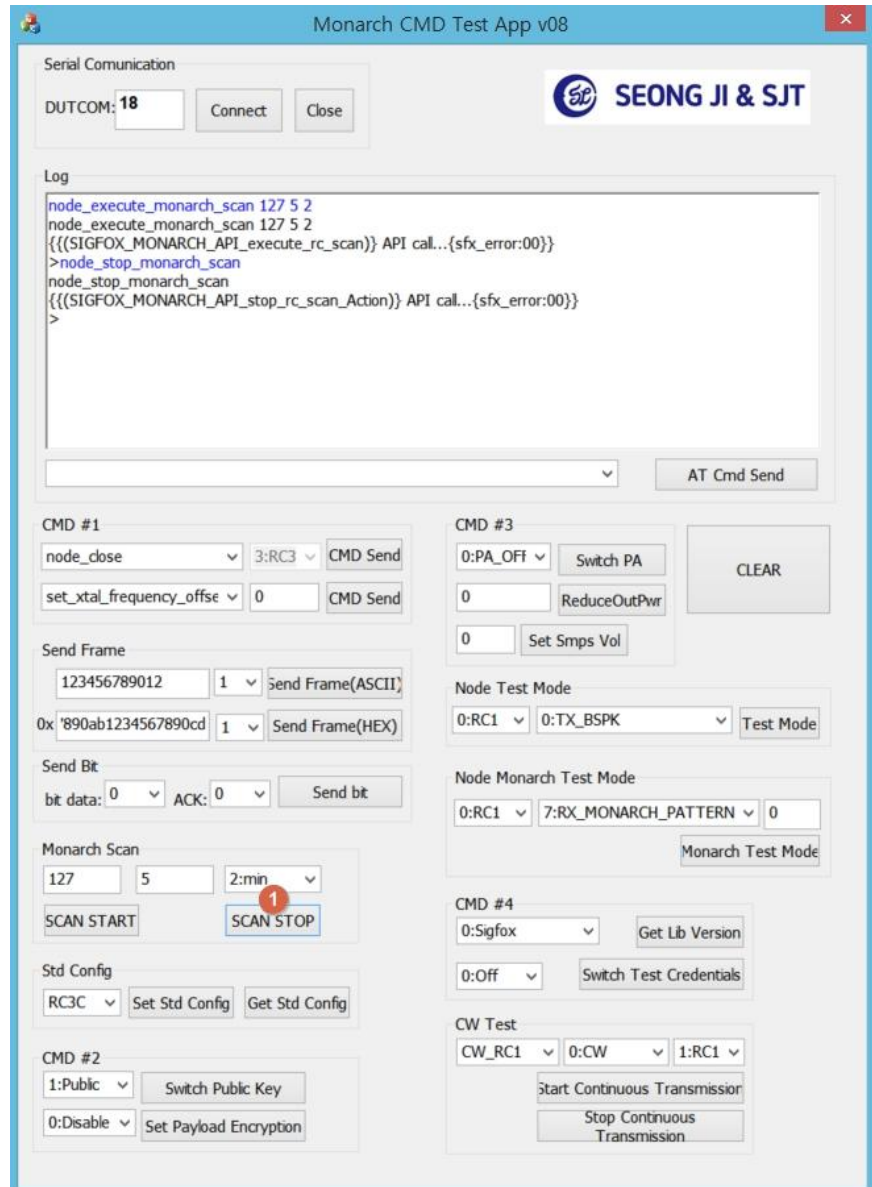 Monarch CMD Test App v08
Serial Comunication
DUTCOM: 18 Connect Close
SEONG JI & SJT
Log
node_execute_monarch_scan 127 5 2
node_execute_monarch_scan 127 5 2
{{{(SIGFOX_MONARCH_API_execute_rc_scan)} API call...{sfx_error:00}}
>node_stop_monarch_scan
node_stop_monarch_scan
{{{(SIGFOX_MONARCH_API_stop_rc_scan_Action)} API call...{sfx_error:00}}
>
AT Cmd Send
CMD #1
node_close 3:RC3 CMD Send
set_xtal_frequency_offse 0 CMD Send
Send Frame
123456789012 1 Send Frame(ASCII)
0x '890ab1234567890cd 1 Send Frame(HEX)
Send Bit
bit data: 0 ACK: 0 Send bit
Monarch Scan
127 5 2:min
1
SCAN START SCAN STOP
Std Config
RC3C Set Std Config Get Std Config
CMD #2
1:Public Switch Public Key
0:Disable Set Payload Encryption
CMD #3
0:PA_OFF Switch PA
0 ReduceOutPwr
0 Set Smps Vol
CLEAR
Node Test Mode
0:RC1 0:TX_BSPK Test Mode
Node Monarch Test Mode
0:RC1 7:RX_MONARCH_PATTERN 0
Monarch Test Mode
CMD #4
0:Sigfox Get Lib Version
0:Off Switch Test Credentials
CW Test
CW_RC1 0:CW 1:RC1
Start Continuous Transmission
Stop Continuous
Transmission